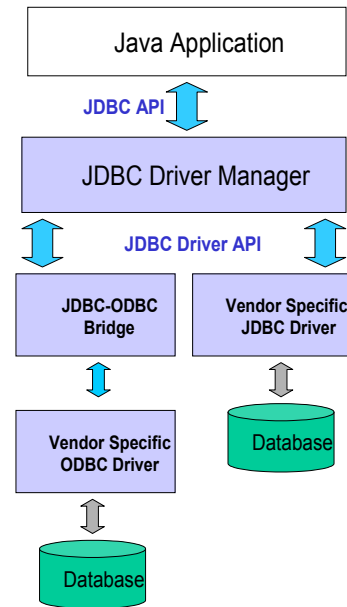 Java Application
JDBC API
JDBC Driver Manager
JDBC Driver API
JDBC-ODBC
Bridge
Vendor Specific
JDBC Driver
Vendor Specific
ODBC Driver
Database
Database